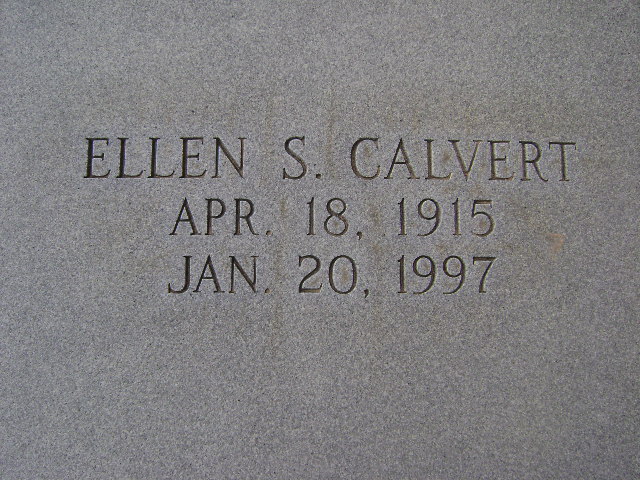 ELLEN S. CALVERT
APR. 18, 1915
JAN. 20, 1997